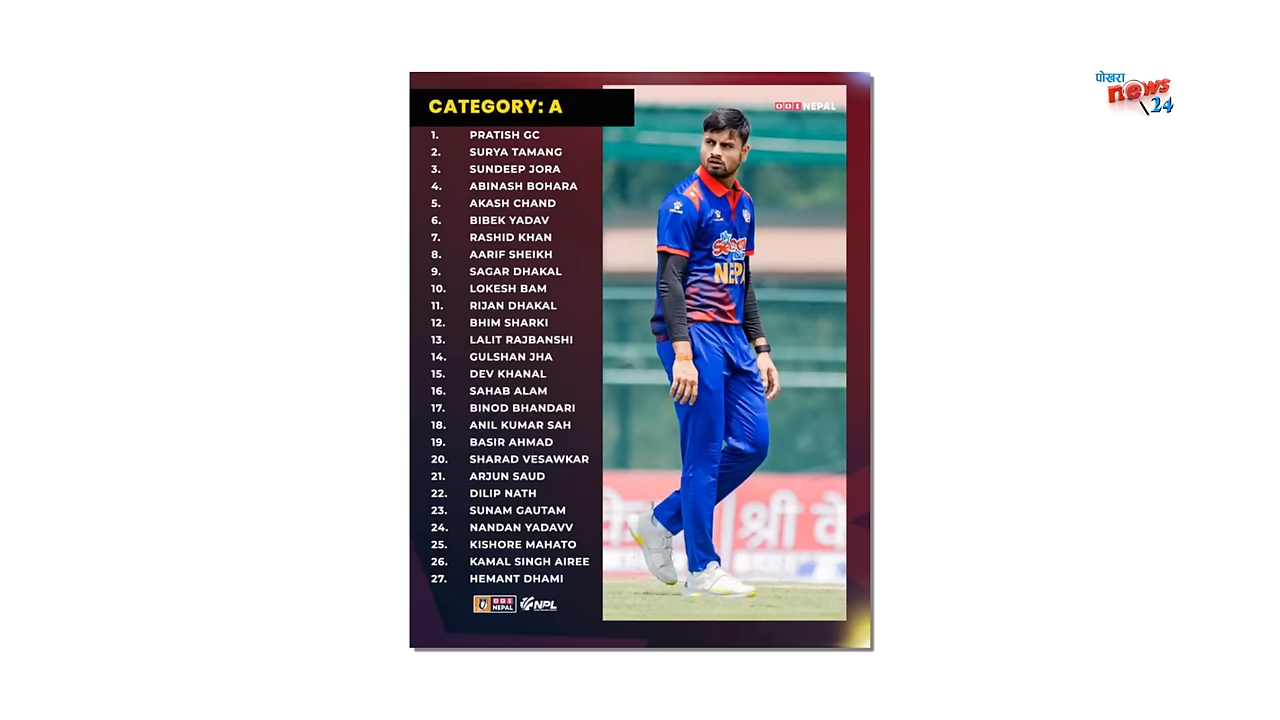 CATEGORY: A
1. PRATISH GC
2. SURYA TAMANG
3. SUNDEEP JORA
4. ABINASH BOHARA
5. AKASH CHAND
6. BIBEK YADAV
7. RASHID KHAN
8. AARIF SHEIKH
9. SAGAR DHAKAL
10. LOKESH BAM
11. RIJAN DHAKAL
12. BHIM SHARKI
13. LALIT RAJBANSHI
14. GULSHAN JHA
15. DEV KHANAL
16. SAHAB ALAM
17. BINOD BHANDARI
18. ANIL KUMAR SAH
19. BASIR AHMAD
20. SHARAD VESAWKAR
21. ARJUN SAUD
22. DILIP NATH
23. SUNAM GAUTAM
24. NANDAN YADAVV
25. KISHORE MAHATO
26. KAMAL SINGH AIREE
27. HEMANT DHAMI
ODI NEPAL
NPL
ODI NEPAL
NEPA
श्री वै
पोखरा
news
24